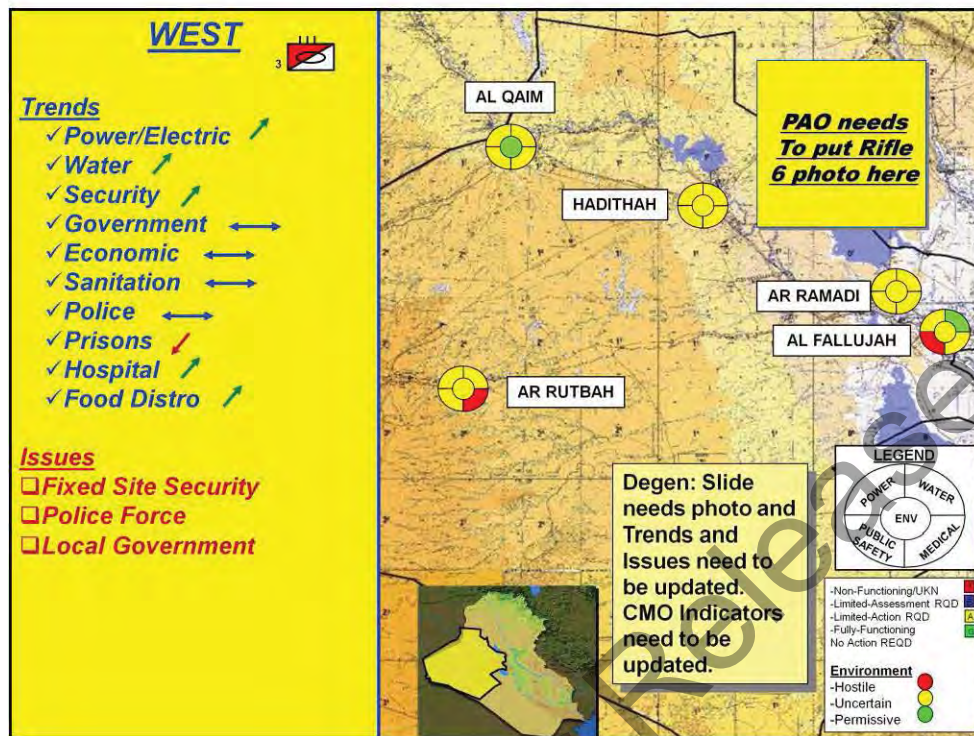 WEST
3
Trends
✓Power/Electric
✓Water
✓Security
✓Government
✓Economic
✓Sanitation
✓Police
✓Prisons
✓Hospital
✓Food Distro
Issues
❑Fixed Site Security
❑Police Force
❑Local Government
AL QAIM
HADITHAH
AR RAMADI
AL FALLUJAH
AR RUTBAH
PAO needs
To put Rifle
6 photo here
Degen: Slide
needs photo and
Trends and
Issues need to
be updated.
CMO Indicators
need to be
updated.
LEGEND
POWER
WATER
ENV
PUBLIC
SAFETY
MEDICAL
-Non-Functioning/UKN
-Limited-Assessment RQD
-Limited-Action RQD
-Fully-Functioning
No Action REQD
Environment
-Hostile
-Uncertain
-Permissive
Release